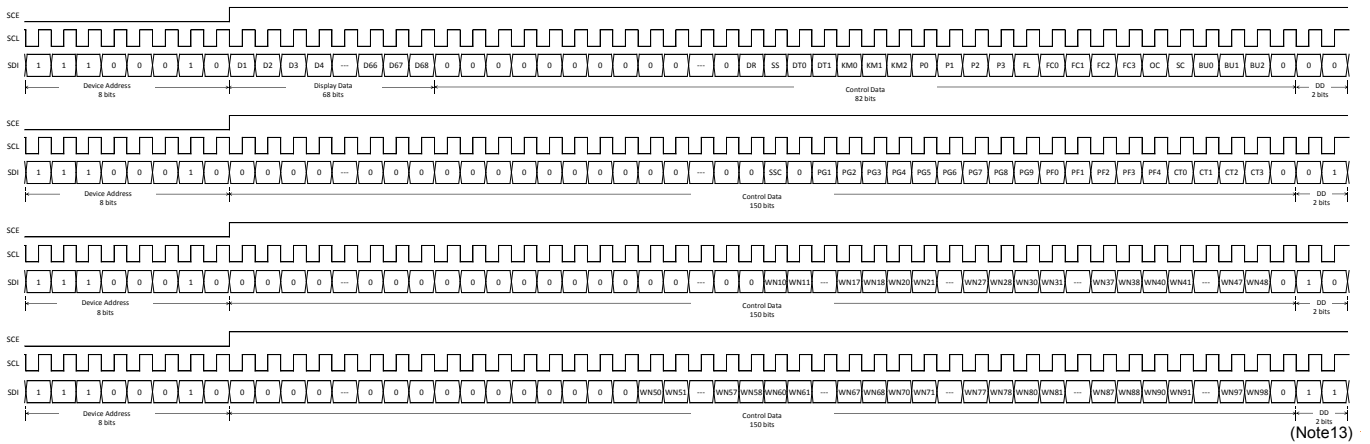 SCE
SCL
SDI 1 1 1 0 0 0 1 0 D1 D2 D3 D4 --- D66 D67 D68 0 0 0 0 0 0 0 0 0 0 --- 0 DR SS DT0 DT1 KM0 KM1 KM2 P0 P1 P2 P3 FL FC0 FC1 FC2 FC3 OC SC BU0 BU1 BU2 0 0 0
Device Address Display Data Control Data DD
8 bits 68 bits 82 bits 2 bits
SCE
SCL
SDI 1 1 1 0 0 0 1 0 0 0 0 0 --- 0 0 0 0 0 0 0 0 0 0 0 0 0 --- 0 0 SSC 0 PG1 PG2 PG3 PG4 PG5 PG6 PG7 PG8 PG9 PF0 PF1 PF2 PF3 PF4 CT0 CT1 CT2 CT3 0 0 1
Device Address Control Data DD
8 bits 150 bits 2 bits
SCE
SCL
SDI 1 1 1 0 0 0 1 0 0 0 0 0 --- 0 0 0 0 0 0 0 0 0 0 0 0 0 --- 0 0 WN10 WN11 --- WN17 WN18 WN20 WN21 --- WN27 WN28 WN30 WN31 --- WN37 WN38 WN40 WN41 --- WN47 WN48 0 1 0
Device Address Control Data DD
8 bits 150 bits 2 bits
SCE
SCL
SDI 1 1 1 0 0 0 1 0 0 0 0 0 --- 0 0 0 0 0 0 0 0 0 0 0 WN50 WN51 --- WN57 WN58 WN60 WN61 --- WN67 WN68 WN70 WN71 --- WN77 WN78 WN80 WN81 --- WN87 WN88 WN90 WN91 --- WN97 WN98 0 1 1
Device Address Control Data DD
8 bits 150 bits 2 bits
(Note13)